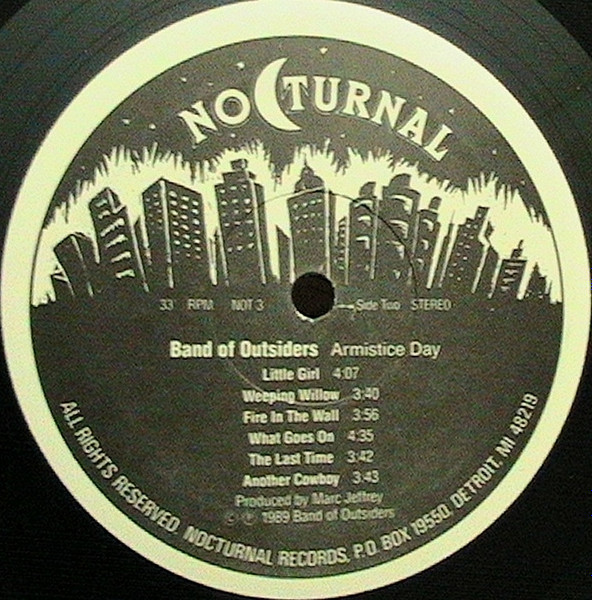 NOCTURNAL
33 RPM NOT 3 Side Two STEREO
Band of Outsiders Armistice Day
Little Girl 4:07
Weeping Willow 3:40
Fire In The Wall 3:56
What Goes On 4:35
The Last Time 3:42
Another Cowboy 3:43
Produced by Marc Jeffrey
© ℗ 1989 Band of Outsiders
ALL RIGHTS RESERVED. NOCTURNAL RECORDS, P.O. BOX 19550, DETROIT, MI 48219